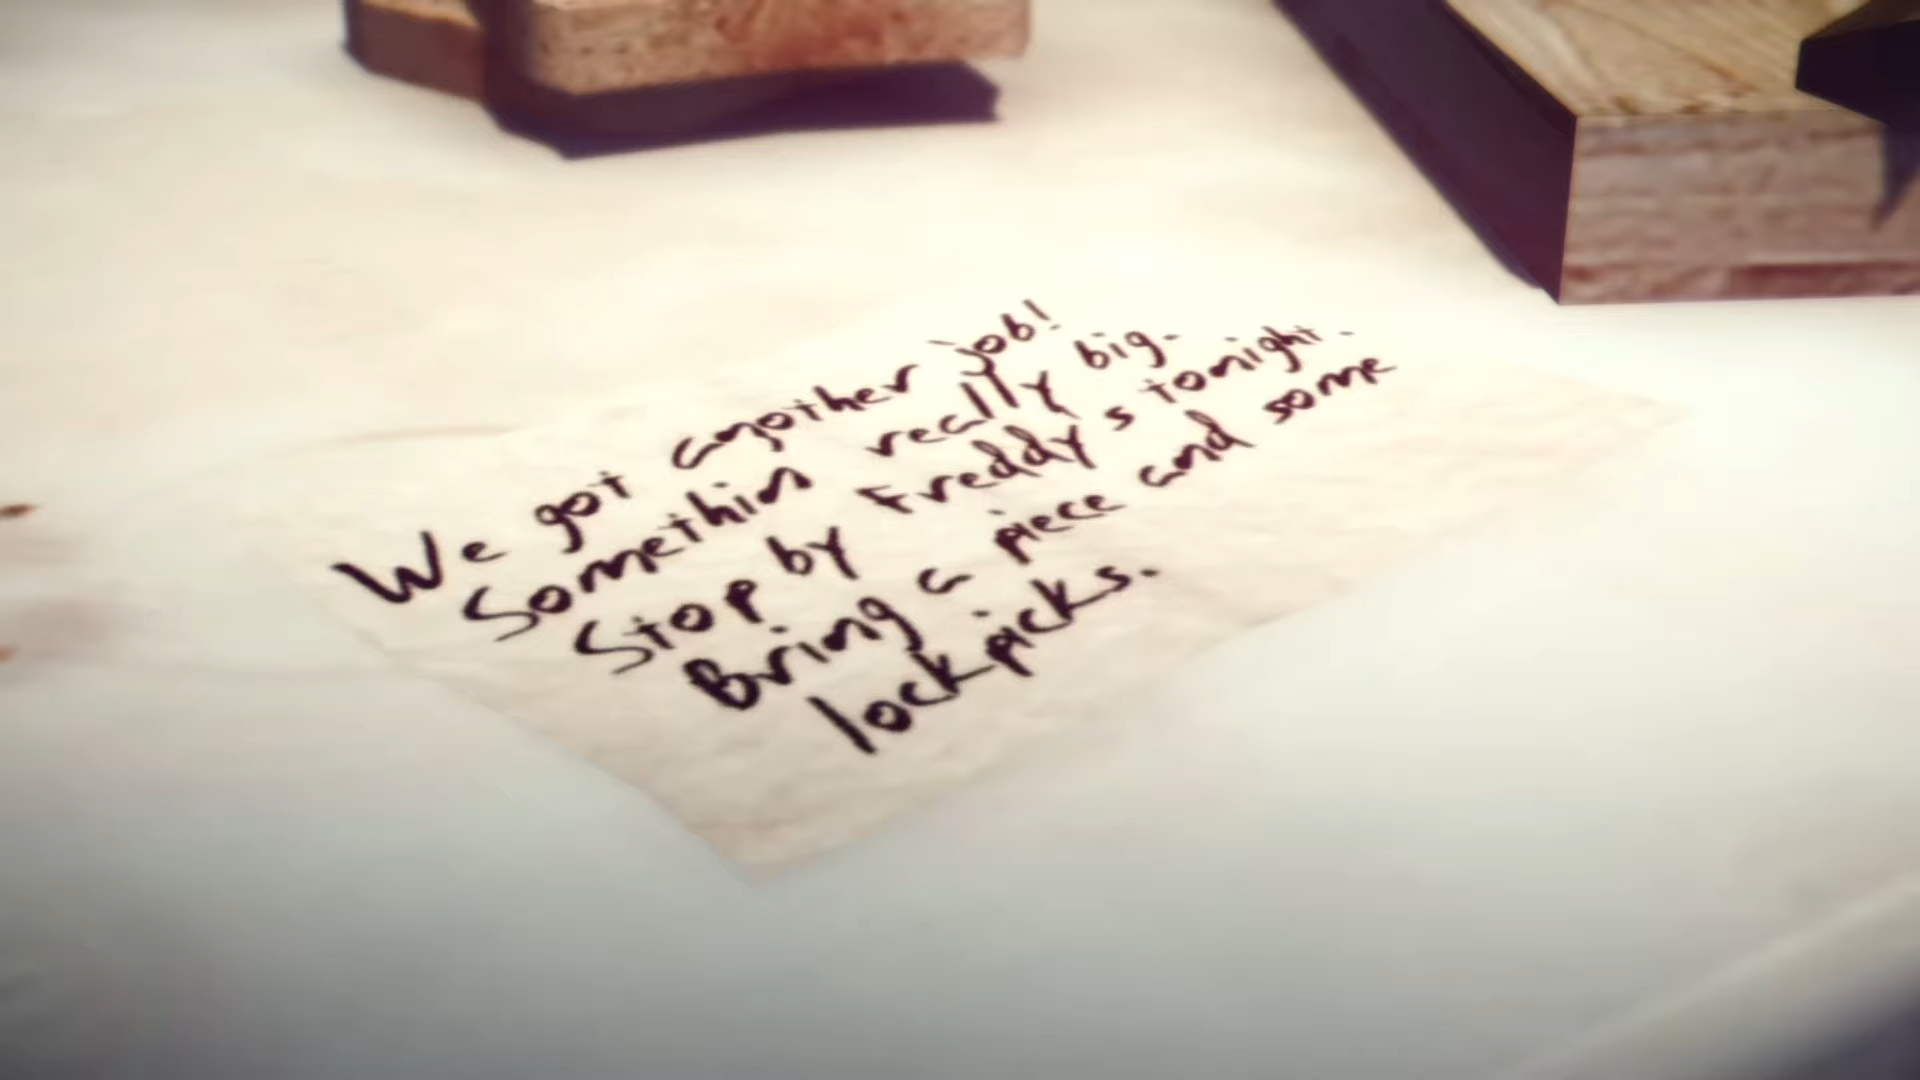 We got another job!
Somethin really big.
Stop by Freddy s tonight.
Bring a piece and some
lockpicks.